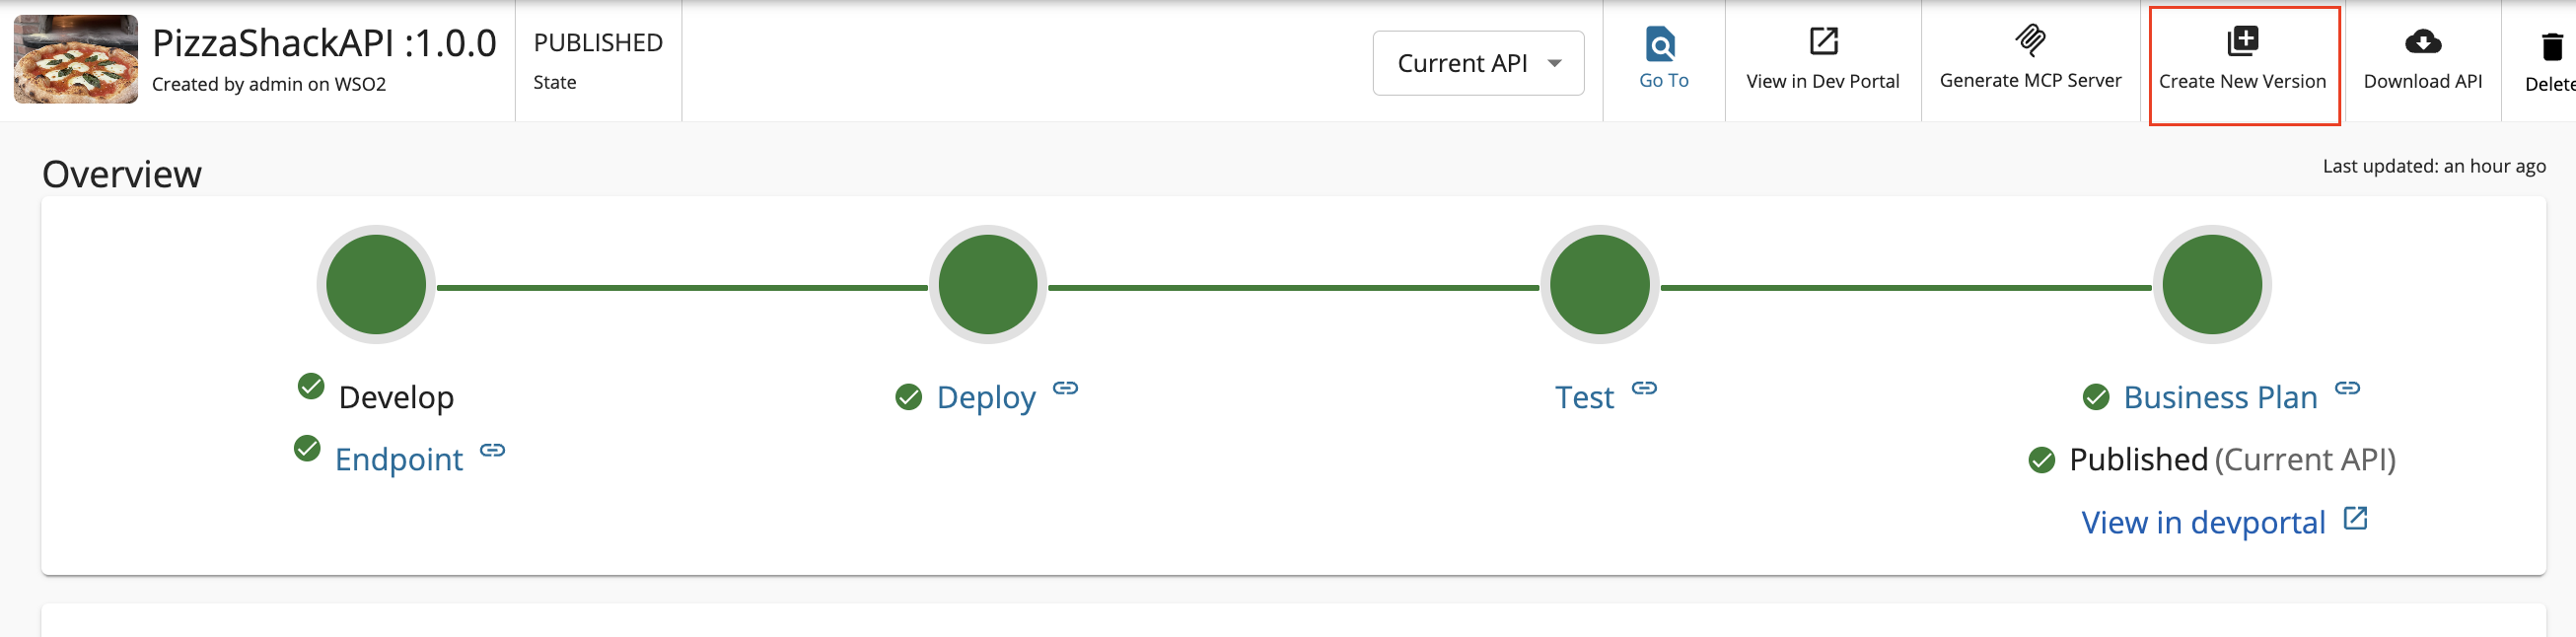 PizzaShackAPI :1.0.0
Created by admin on WSO2
PUBLISHED
State
Current API
Go To
View in Dev Portal
Generate MCP Server
Create New Version
Download API
Delete
Overview
Last updated: an hour ago
Develop
Endpoint
Deploy
Test
Business Plan
Published (Current API)
View in devportal